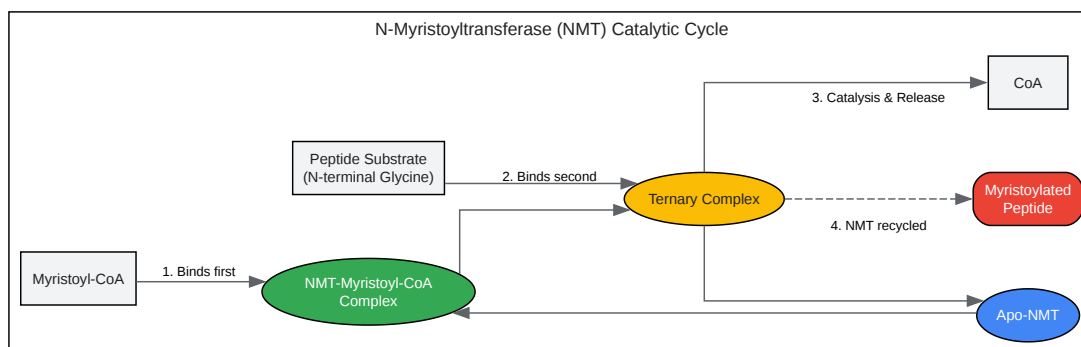 N-Myristoyltransferase (NMT) Catalytic Cycle
CoA
3. Catalysis & Release
Peptide Substrate
(N-terminal Glycine)
2. Binds second
Ternary Complex
Myristoylated
Peptide
4. NMT recycled
Myristoyl-CoA
1. Binds first
NMT-Myristoyl-CoA
Complex
Apo-NMT